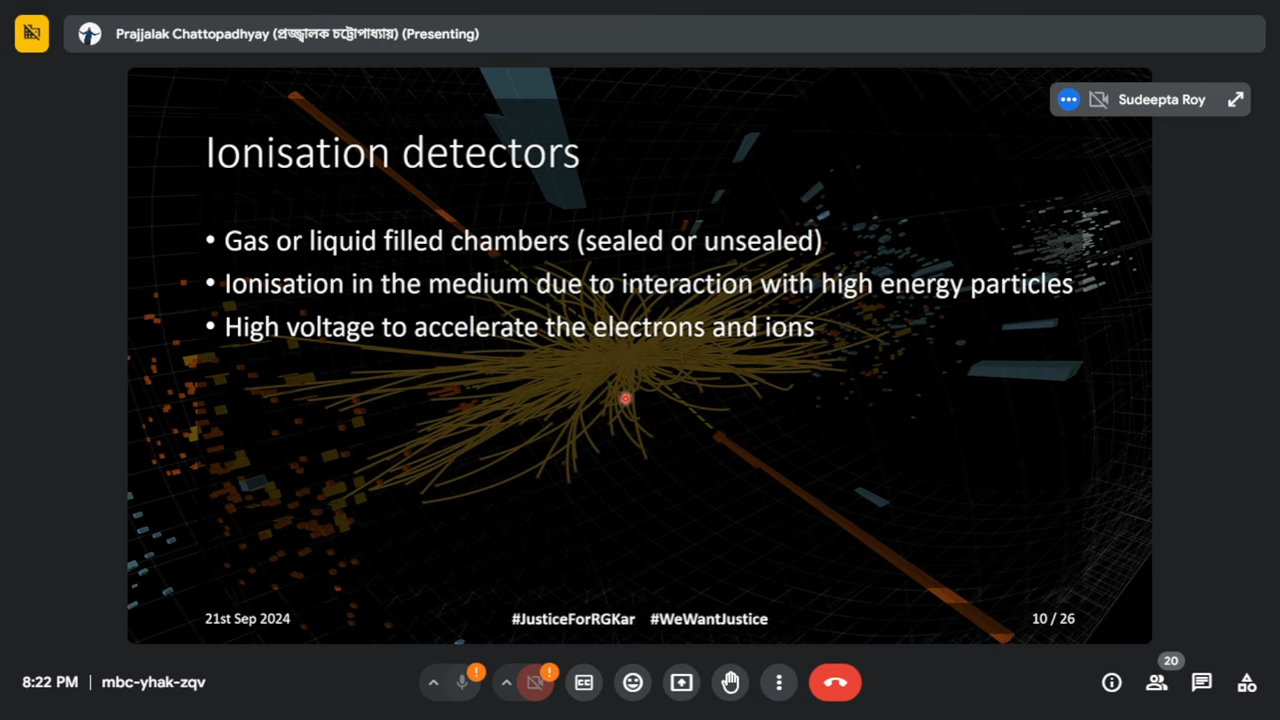 Prajjalak Chattopadhyay (প্রজ্জ্বালক চট্টোপাধ্যায়) (Presenting)
Sudeepta Roy
Ionisation detectors
• Gas or liquid filled chambers (sealed or unsealed)
• Ionisation in the medium due to interaction with high energy particles
• High voltage to accelerate the electrons and ions
21st Sep 2024
#JusticeForRGKar #WeWantJustice
10 / 26
20
8:22 PM | mbc-yhak-zqv